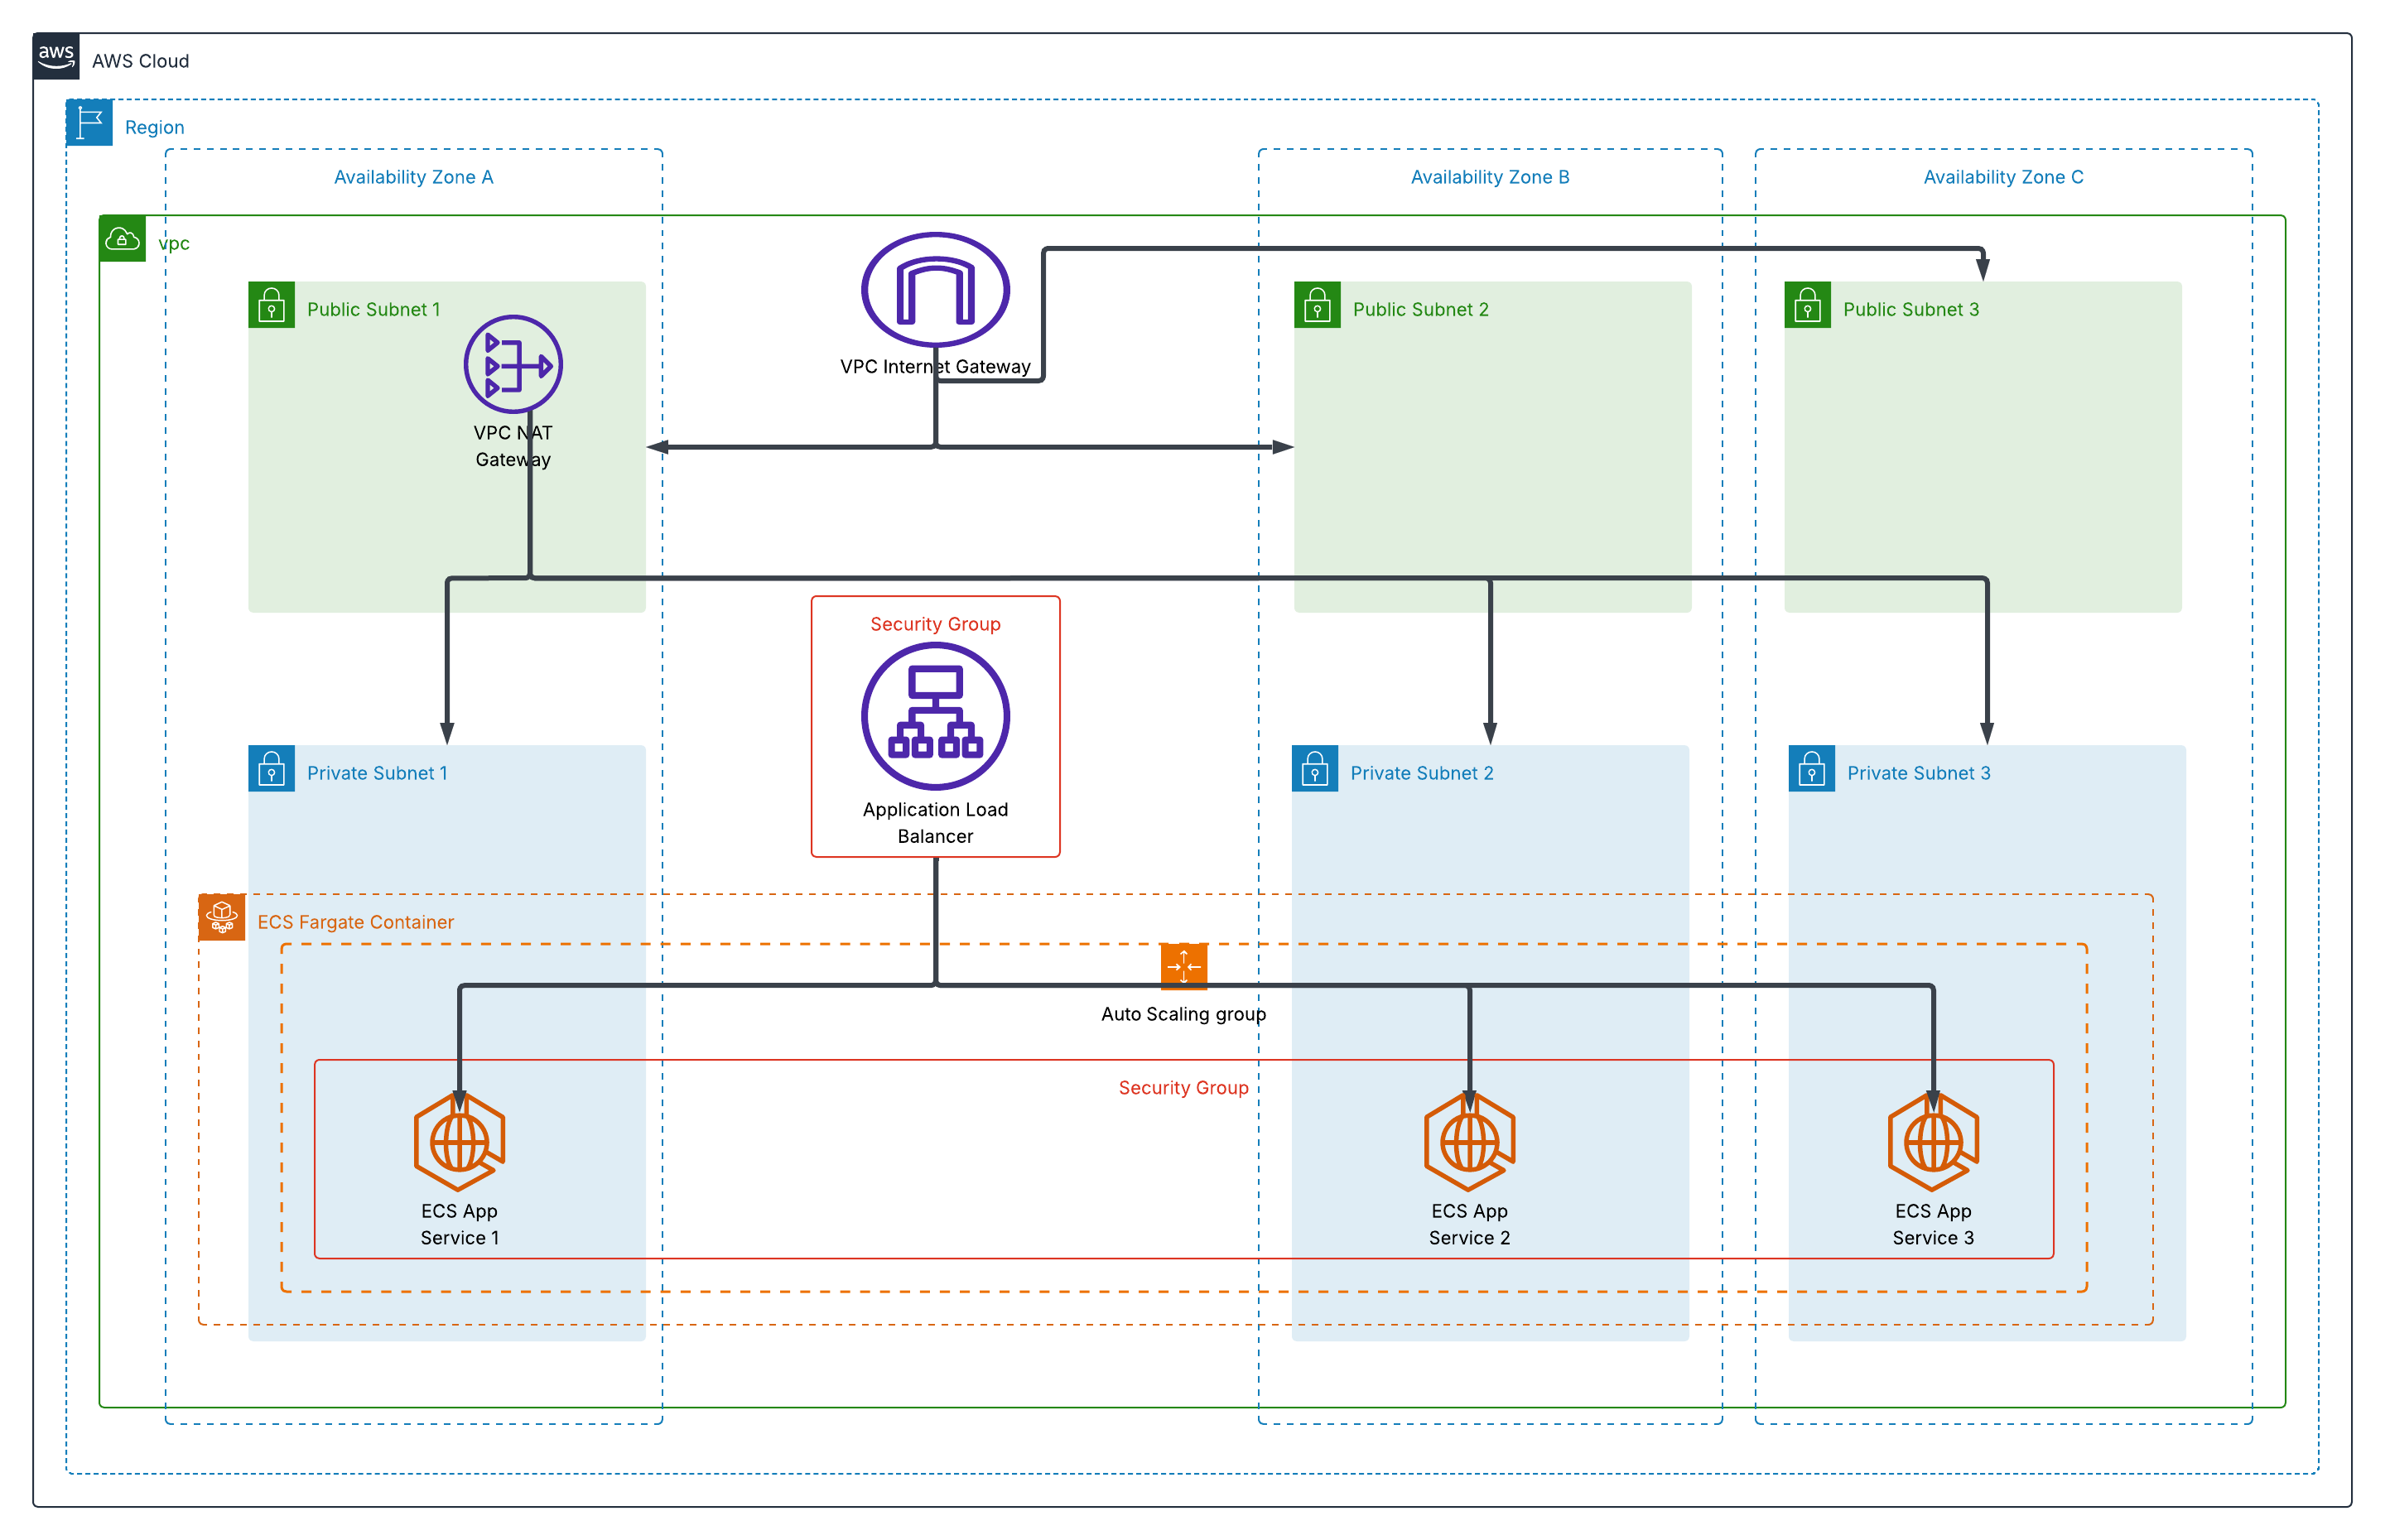 aws
AWS Cloud
Region
Availability Zone A
Availability Zone B
Availability Zone C
vpc
Public Subnet 1
Public Subnet 2
Public Subnet 3
VPC Internet Gateway
VPC NAT
Gateway
Security Group
Application Load
Balancer
Private Subnet 1
Private Subnet 2
Private Subnet 3
ECS Fargate Container
Auto Scaling group
Security Group
ECS App
Service 1
ECS App
Service 2
ECS App
Service 3